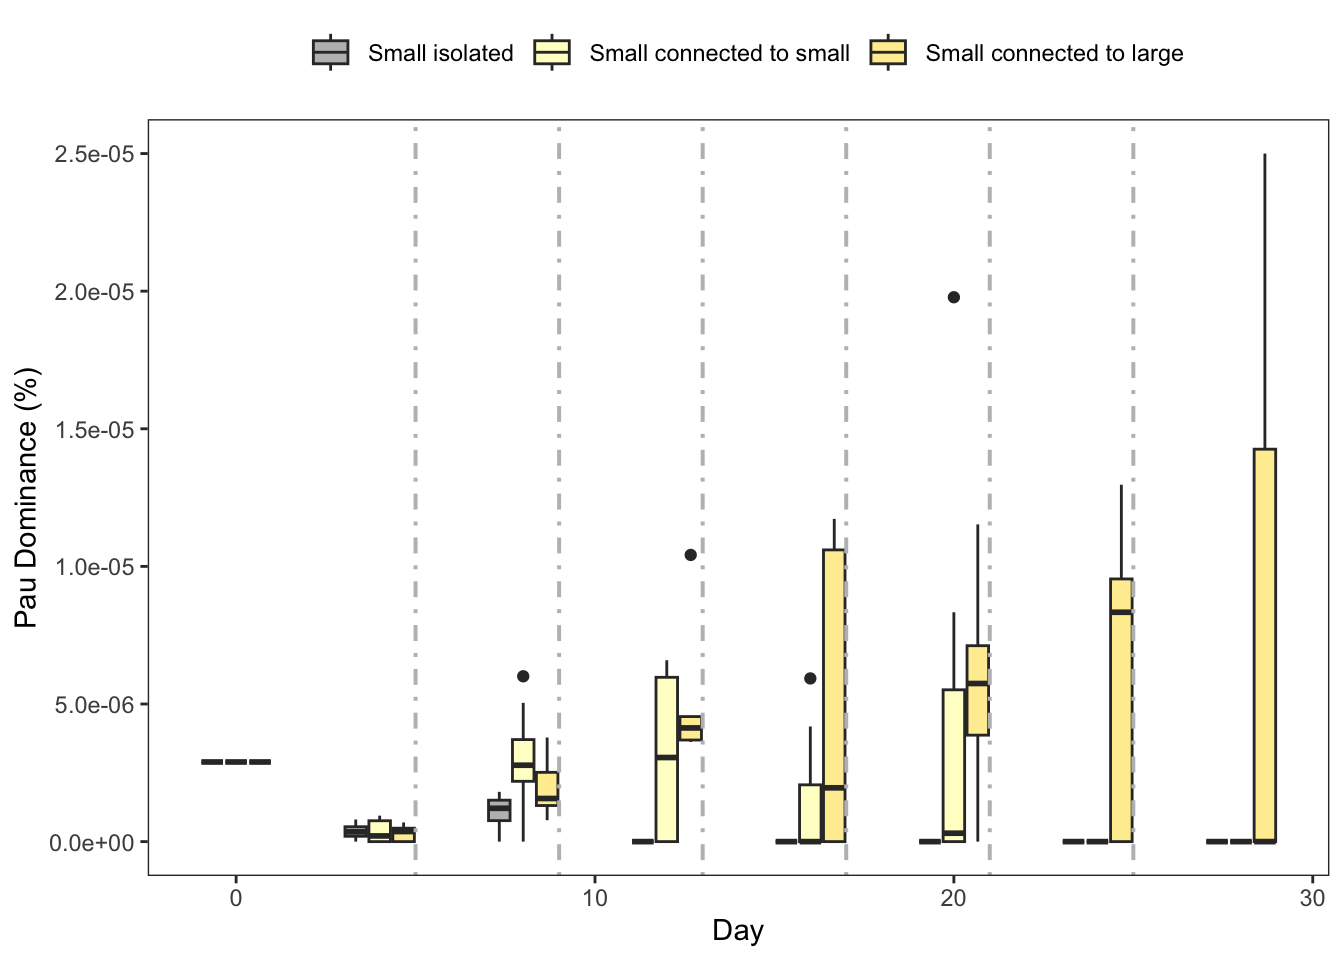 Small isolated Small connected to small Small connected to large
2.5e-05
2.0e-05
1.5e-05
1.0e-05
5.0e-06
0.0e+00
Pau Dominance (%)
0 10 20 30
Day